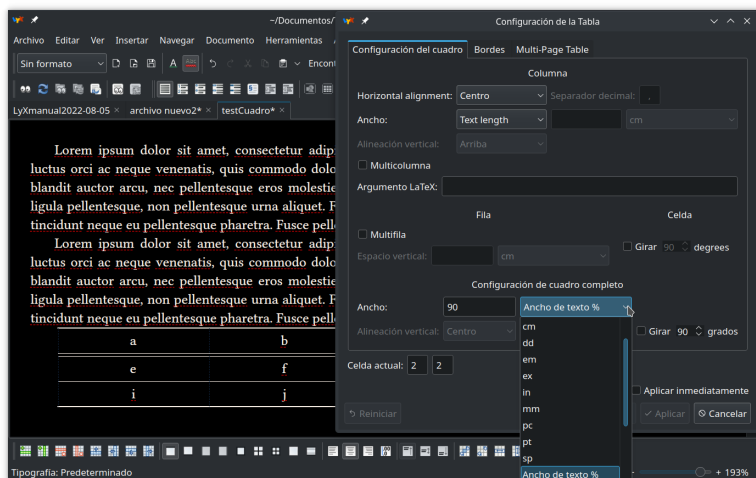 ~/Documentos/
Configuración de la Tabla
Archivo Editar Ver Insertar Navegar Documento Herramientas
Sin formato
Encont
LyXmanual2022-08-05
archivo nuevo2*
testCuadro*
Lorem ipsum dolor sit amet, consectetur adip
luctus orci ac neque venenatis, quis commodo dolo
blandit auctor arcu, nec pellentesque eros molestie
ligula pellentesque, non pellentesque urna aliquet. F
tincidunt neque eu pellentesque pharetra. Fusce pell
Lorem ipsum dolor sit amet, consectetur adip
luctus orci ac neque venenatis, quis commodo dolo
blandit auctor arcu, nec pellentesque eros molestie
ligula pellentesque, non pellentesque urna aliquet. F
tincidunt neque eu pellentesque pharetra. Fusce pell
a b
e f
i j
Tipografía: Predeterminado
Configuración del cuadro Bordes Multi-Page Table
Columna
Horizontal alignment: Centro Separador decimal: .
Ancho: Text length cm
Alineación vertical: Arriba
Multicolumna
Argumento LaTeX:
Fila Celda
Multifila
Espacio vertical: cm
Girar 90 degrees
Configuración de cuadro completo
Ancho: 90 Ancho de texto %
Alineación vertical: Centro
Girar 90 grados
cm
dd
em
ex
in
mm
pc
pt
sp
Ancho de texto %
Celda actual: 2 2
Aplicar inmediatamente
Reiniciar Aplicar Cancelar
+ 193%